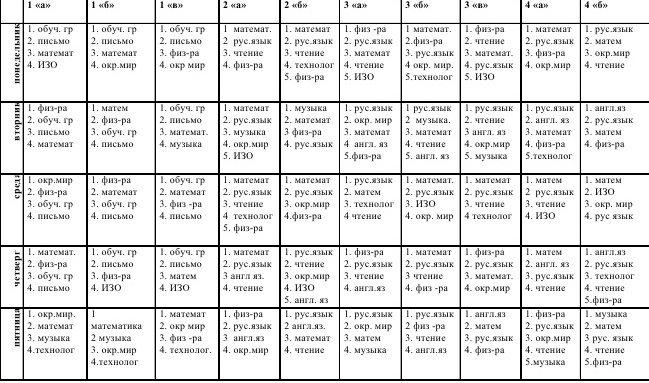 1 «а» 1 «б» 1 «в» 2 «а» 2 «б» 3 «а» 3 «б» 3 «в» 4 «а» 4 «б»
понедельник
1. обуч. гр
2. письмо
3. математ
4. ИЗО
1. обуч. гр
2. письмо
3. математ
4. окр.мир
1. обуч. гр
2. письмо
3. физ-ра
4. окр мир
1 математ.
2 рус.язык
3. чтение
4. физ-ра
1. математ
2. рус.язык
3. чтение
4. технолог
5. физ-ра
1. физ -ра
2. рус.язык
3. математ
4. чтение
5. ИЗО
1 математ.
2.физ-ра
3. рус.язык
4 окр. мир.
5.технолог
1. физ-ра
2. чтение
3. математ.
4. рус.язык
5. ИЗО
1. математ
2 рус.язык
3. физ-ра
4. окр.мир
1. рус.язык
2. матем
3. окр.мир
4. чтение
вторник
1. физ-ра
2. обуч. гр
3. письмо
4. математ
1. матем
2. физ-ра
3. обуч. гр
4. письмо
1. обуч. гр
2. письмо
3. математ.
4. музыка
1. математ
2. рус.язык
3. музыка
4. окр.мир
5. ИЗО
1. музыка
2. математ
3 физ-ра
4. рус.язык
1. рус.язык
2. окр. мир
3. математ
4 англ. яз
5.физ-ра
1 рус.язык
2 музыка.
3. математ
4. чтение
5. англ. яз
1. рус.язык
2. чтение
3 англ. яз
4. окр.мир
5. музыка
1. рус.язык
2. англ. яз
3. математ
4. физ-ра
5.технолог
1. англ.яз
2. рус.язык
3. матем
4. физ-ра
среда
1. окр.мир
2. физ-ра
3. обуч. гр
4. письмо
1. физ-ра
2. математ
3. обуч. гр
4. письмо
1. обуч. гр
2. математ
3. физ -ра
4. письмо
1. математ
2. рус.язык
3. чтение
4 технолог
5. физ-ра
1. математ
2. рус.язык
3. окр.мир
4.физ-ра
1. рус.язык
2. матем
3. технолог
4 чтение
1. математ.
2. рус.язык
3. ИЗО
4. окр. мир
1. математ
2. рус.язык
3. чтение
4 технолог
1. матем
2 рус.язык
3. чтение
4. ИЗО
1. матем
2. ИЗО
3. окр.мир
4. рус язык
четверг
1. математ.
2. физ-ра
3. обуч. гр
4. письмо
1. обуч. гр
2. письмо
3. физ-ра
4. ИЗО
1. обуч. гр
2. письмо
3. матем
4. ИЗО
1. математ
2. рус.язык
3 англ яз.
4. чтение
1. рус.язык
2. чтение
3. окр.мир
4. ИЗО
5. англ. яз
1. физ-ра
2. рус.язык
3. чтение
4. англ.яз
1. математ
2. рус.язык
3 чтение
4. физ -ра
1. физ-ра
2. рус.язык
3. математ.
4. окр.мир
1. матем
2. англ. яз
3. рус.язык
4. чтение
1. англ.яз
2. рус.язык
3. технолог
4. чтение
5.физ-ра
пятница
1. окр.мир.
2. математ
3. музыка
4.технолог
1
математика
2 музыка
3. окр.мир
4.технолог
1. математ
2. окр мир
3. физ -ра
4. технолог.
1. физ-ра
2. рус.язык
3 англ.яз
4. окр.мир
1. рус.язык
2 англ.яз.
3. математ
4. чтение
1. рус.язык
2. окр. мир
3. матем
4. музыка
1. рус.язык
2 физ -ра
3. чтение
4. англ.яз
1. англ.яз
2. матем
3 рус.язык
4. физ-ра
1. физ-ра
2. рус.язык
3. окр.мир
4. чтение
5.музыка
1. музыка
2. матем
3 рус. язык
4. чтение
5.физ-ра